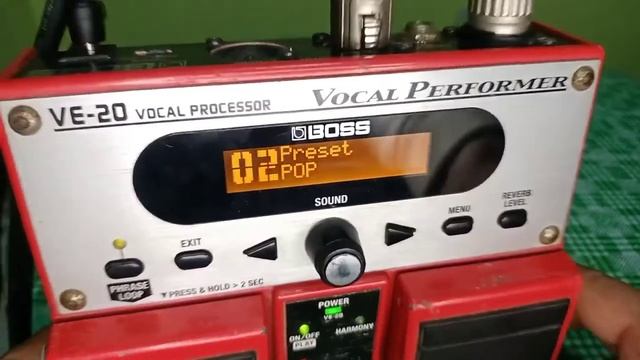 VE-20 VOCAL PROCESSOR
VOCAL PERFORMER
BOSS
02 Preset
POP
SOUND
EXIT
MENU
REVERB
LEVEL
PHRASE
LOOP
▼PRESS & HOLD > 2 SEC
POWER
VE-20
ON/OFF
HARMONY
PLAY